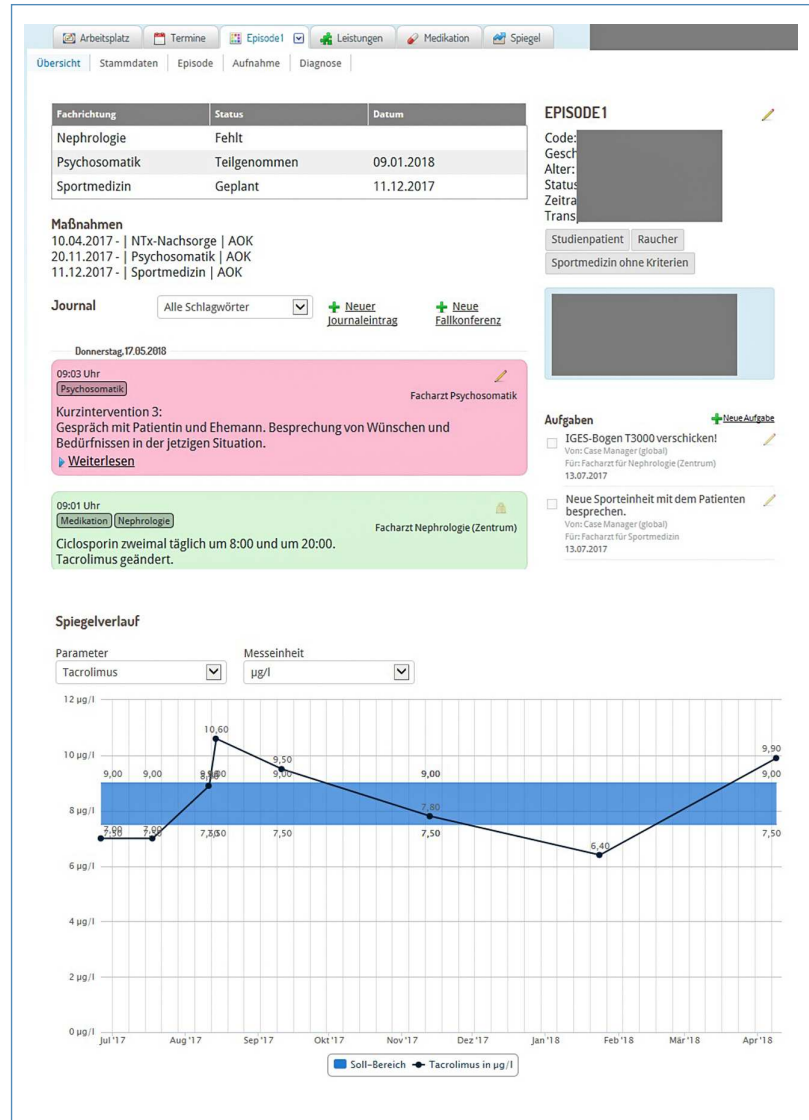 Arbeitsplatz Termine Episode1 Leistungen Medikation Spiegel
Übersicht Stammdaten Episode Aufnahme Diagnose
Fachrichtung Status Datum
Nephrologie Fehlt
Psychosomatik Teilgenommen 09.01.2018
Sportmedizin Geplant 11.12.2017
Maßnahmen
10.04.2017 - | NTx-Nachsorge | AOK
20.11.2017 - | Psychosomatik | AOK
11.12.2017 - | Sportmedizin | AOK
Journal Alle Schlagwörter Neuer Journaleintrag Neue Fallkonferenz
Donnerstag, 17.05.2018
09:03 Uhr
Psychosomatik
Facharzt Psychosomatik
Kurzintervention 3:
Gespräch mit Patientin und Ehemann. Besprechung von Wünschen und
Bedürfnissen in der jetzigen Situation.
Weiterlesen
09:01 Uhr
Medikation Nephrologie
Facharzt Nephrologie (Zentrum)
Ciclosporin zweimal täglich um 8:00 und um 20:00.
Tacrolimus geändert.
EPISODE1
Code:
Gesch
Alter:
Status
Zeitra
Trans
Studienpatient Raucher
Sportmedizin ohne Kriterien
Aufgaben Neue Aufgabe
IGES-Bogen T3000 verschicken!
Von: Case Manager (global)
Für: Facharzt für Nephrologie (Zentrum)
13.07.2017
Neue Sporteinheit mit dem Patienten
besprechen.
Von: Case Manager (global)
Für: Facharzt für Sportmedizin
13.07.2017
Spiegelverlauf
Parameter Messeinheit
Tacrolimus µg/l
12 µg/l
10,60
10 µg/l
9,50
9,90
9,00 9,00 9,00 9,00 9,00
8 µg/l
7,80
7,00 7,00
7,50 7,50 7,50 7,50 7,50
6,40
6 µg/l
4 µg/l
2 µg/l
0 µg/l
Jul '17 Aug '17 Sep '17 Okt '17 Nov '17 Dez '17 Jan '18 Feb '18 Mär '18 Apr '18
Soll-Bereich Tacrolimus in µg/l